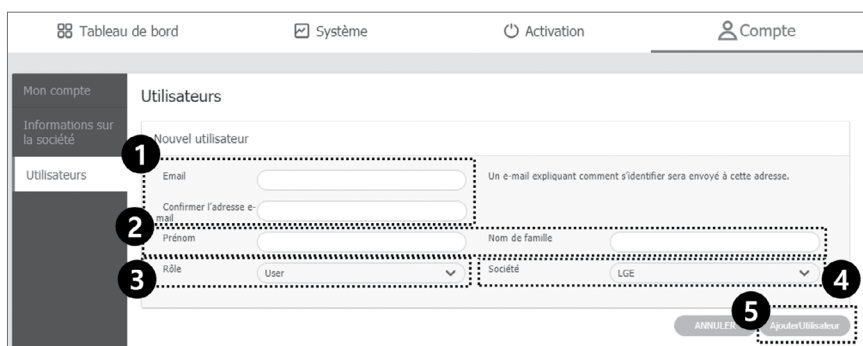 Tableau de bord
Système
Activation
Compte
Mon compte
Informations sur
la société
Utilisateurs
Utilisateurs
Nouvel utilisateur
1
Email
Un e-mail expliquant comment s'identifier sera envoyé à cette adresse.
Confirmer l'adresse e-
mail
2
Prénom
Nom de famille
3
Rôle
User
Société
LGE
4
5
ANNULER
AjouterUtilisateur